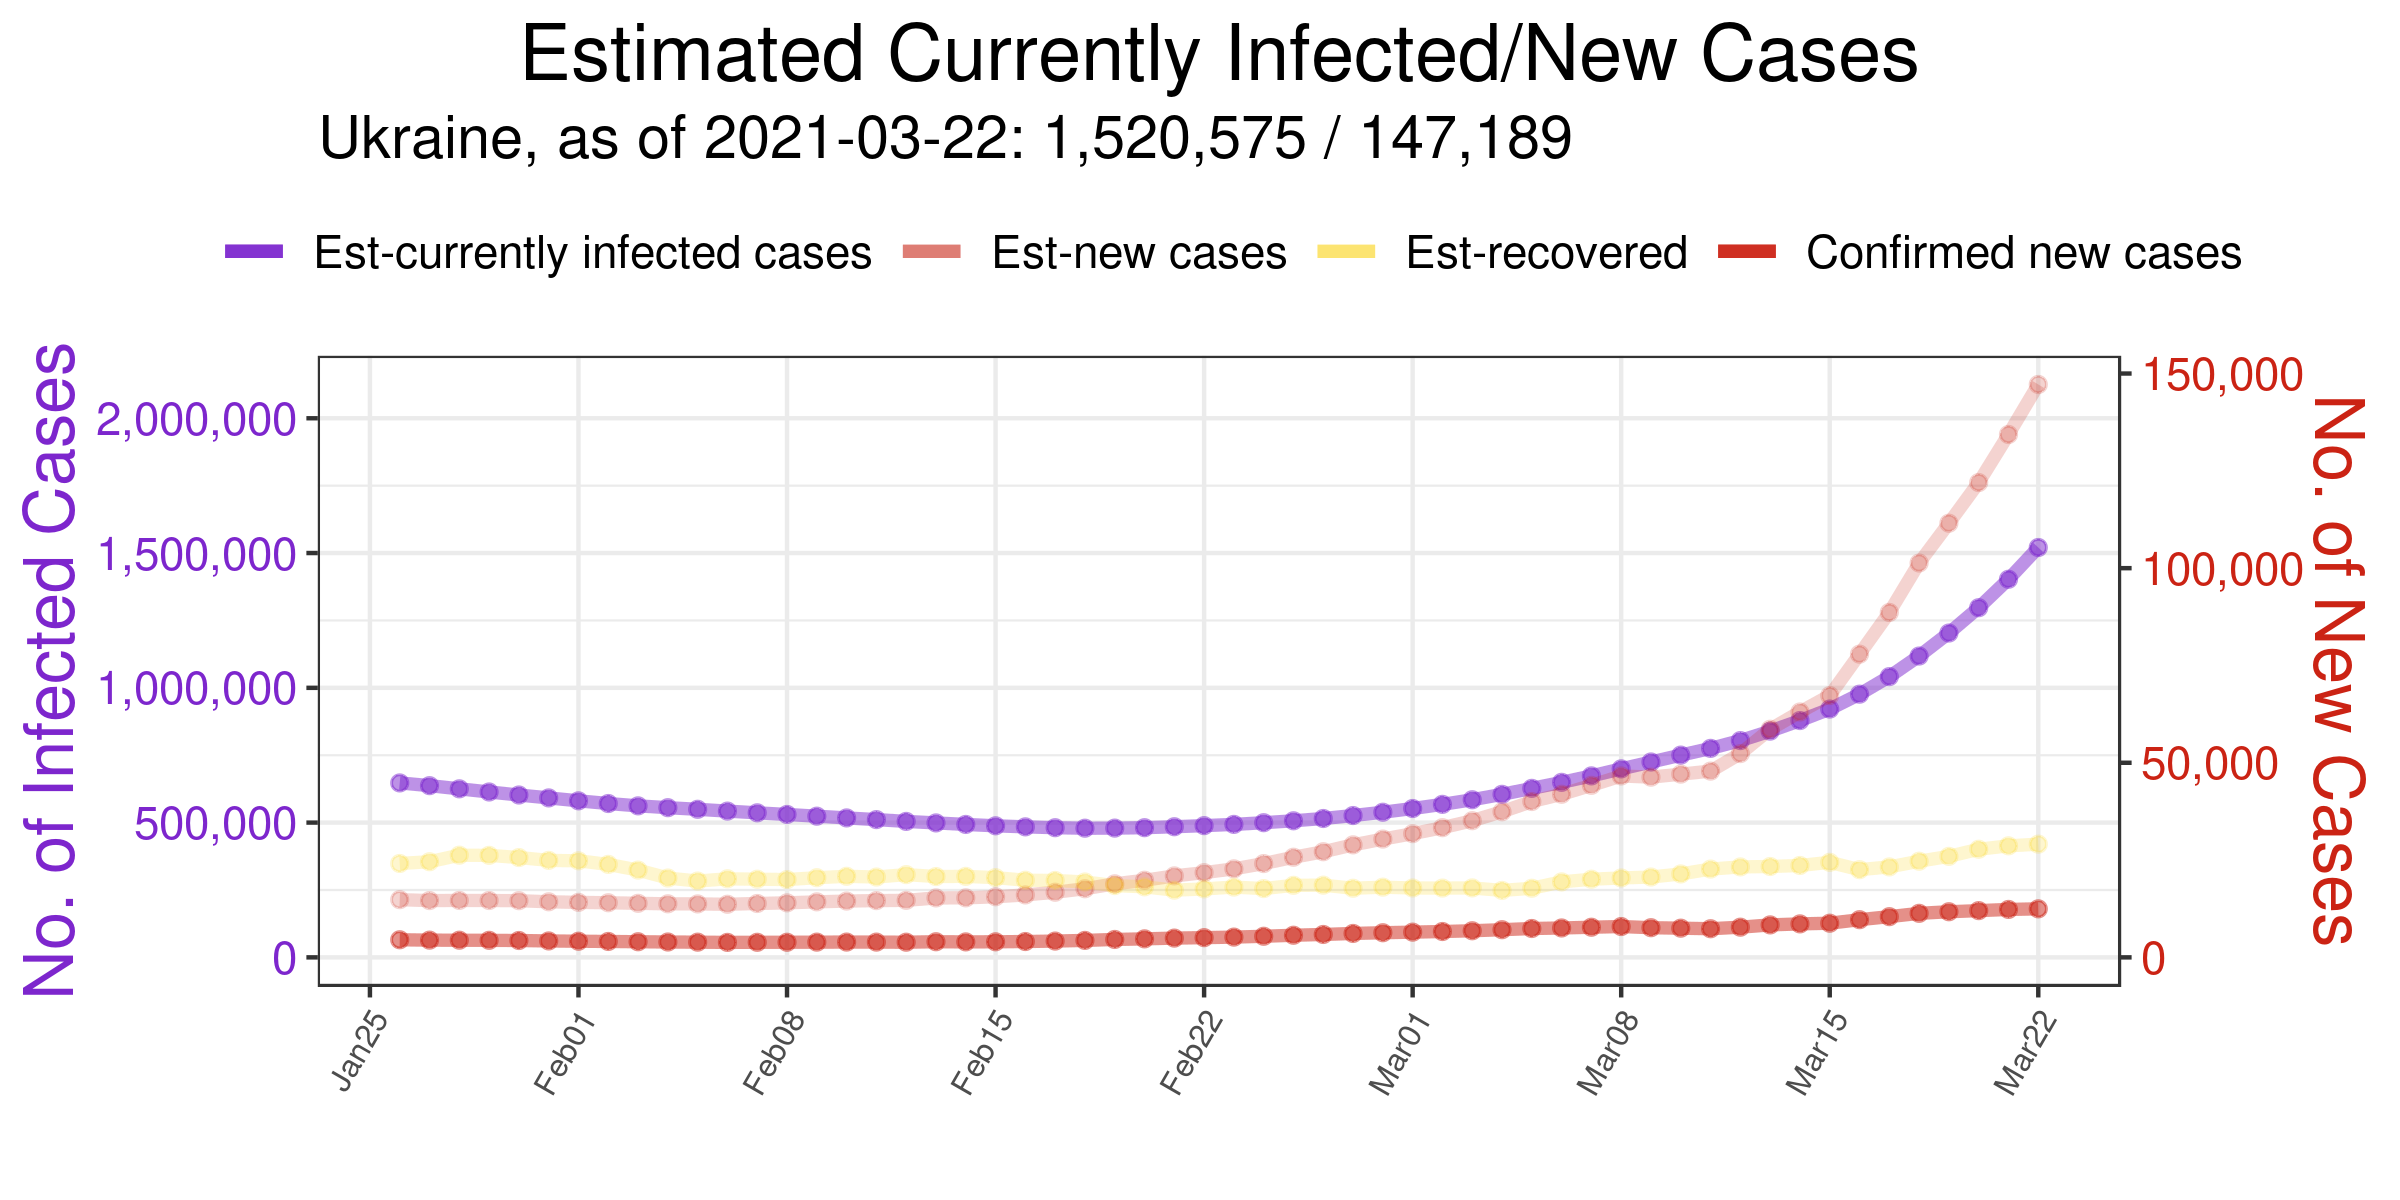 Estimated Currently Infected/New Cases
Ukraine, as of 2021-03-22: 1,520,575 / 147,189
Est-currently infected cases Est-new cases Est-recovered Confirmed new cases
No. of Infected Cases
2,000,000
1,500,000
1,000,000
500,000
0
150,000
100,000
50,000
0
No. of New Cases
Jan25 Feb01 Feb08 Feb15 Feb22 Mar01 Mar08 Mar15 Mar22